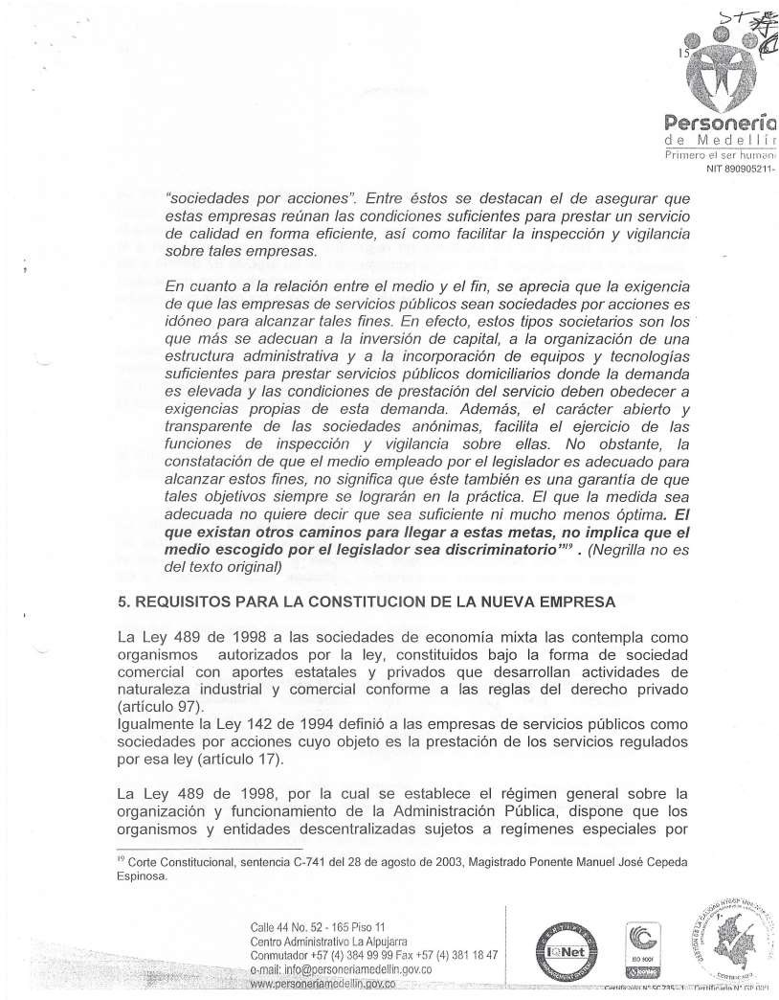 15
Personería
de Medellín
Primero el ser human
NIT 890905211-
“sociedades por acciones”. Entre éstos se destacan el de asegurar que
estas empresas reúnan las condiciones suficientes para prestar un servicio
de calidad en forma eficiente, así como facilitar la inspección y vigilancia
sobre tales empresas.
En cuanto a la relación entre el medio y el fin, se aprecia que la exigencia
de que las empresas de servicios públicos sean sociedades por acciones es
idóneo para alcanzar tales fines. En efecto, estos tipos societarios son los
que más se adecuan a la inversión de capital, a la organización de una
estructura administrativa y a la incorporación de equipos y tecnologías
suficientes para prestar servicios públicos domiciliarios donde la demanda
es elevada y las condiciones de prestación del servicio deben obedecer a
exigencias propias de esta demanda. Además, el carácter abierto y
transparente de las sociedades anónimas, facilita el ejercicio de las
funciones de inspección y vigilancia sobre ellas. No obstante, la
constatación de que el medio empleado por el legislador es adecuado para
alcanzar estos fines, no significa que éste también es una garantía de que
tales objetivos siempre se lograrán en la práctica. El que la medida sea
adecuada no quiere decir que sea suficiente ni mucho menos óptima. El
que existan otros caminos para llegar a estas metas, no implica que el
medio escogido por el legislador sea discriminatorio”¹⁹ . (Negrilla no es
del texto original)
5. REQUISITOS PARA LA CONSTITUCION DE LA NUEVA EMPRESA
La Ley 489 de 1998 a las sociedades de economía mixta las contempla como
organismos autorizados por la ley, constituidos bajo la forma de sociedad
comercial con aportes estatales y privados que desarrollan actividades de
naturaleza industrial y comercial conforme a las reglas del derecho privado
(artículo 97).
Igualmente la Ley 142 de 1994 definió a las empresas de servicios públicos como
sociedades por acciones cuyo objeto es la prestación de los servicios regulados
por esa ley (artículo 17).
La Ley 489 de 1998, por la cual se establece el régimen general sobre la
organización y funcionamiento de la Administración Pública, dispone que los
organismos y entidades descentralizadas sujetos a regímenes especiales por
¹⁹ Corte Constitucional, sentencia C-741 del 28 de agosto de 2003, Magistrado Ponente Manuel José Cepeda
Espinosa.
Calle 44 No. 52 - 165 Piso 11
Centro Administrativo La Alpujarra
Conmutador +57 (4) 384 99 99 Fax +57 (4) 381 18 47
e-mail: info@personeriamedellin.gov.co
www.personeriamedellin.gov.co
CERTIFIED
IQNet
MANAGEMENT SYSTEM
ISO 9001
icontec
CERTIFICADO